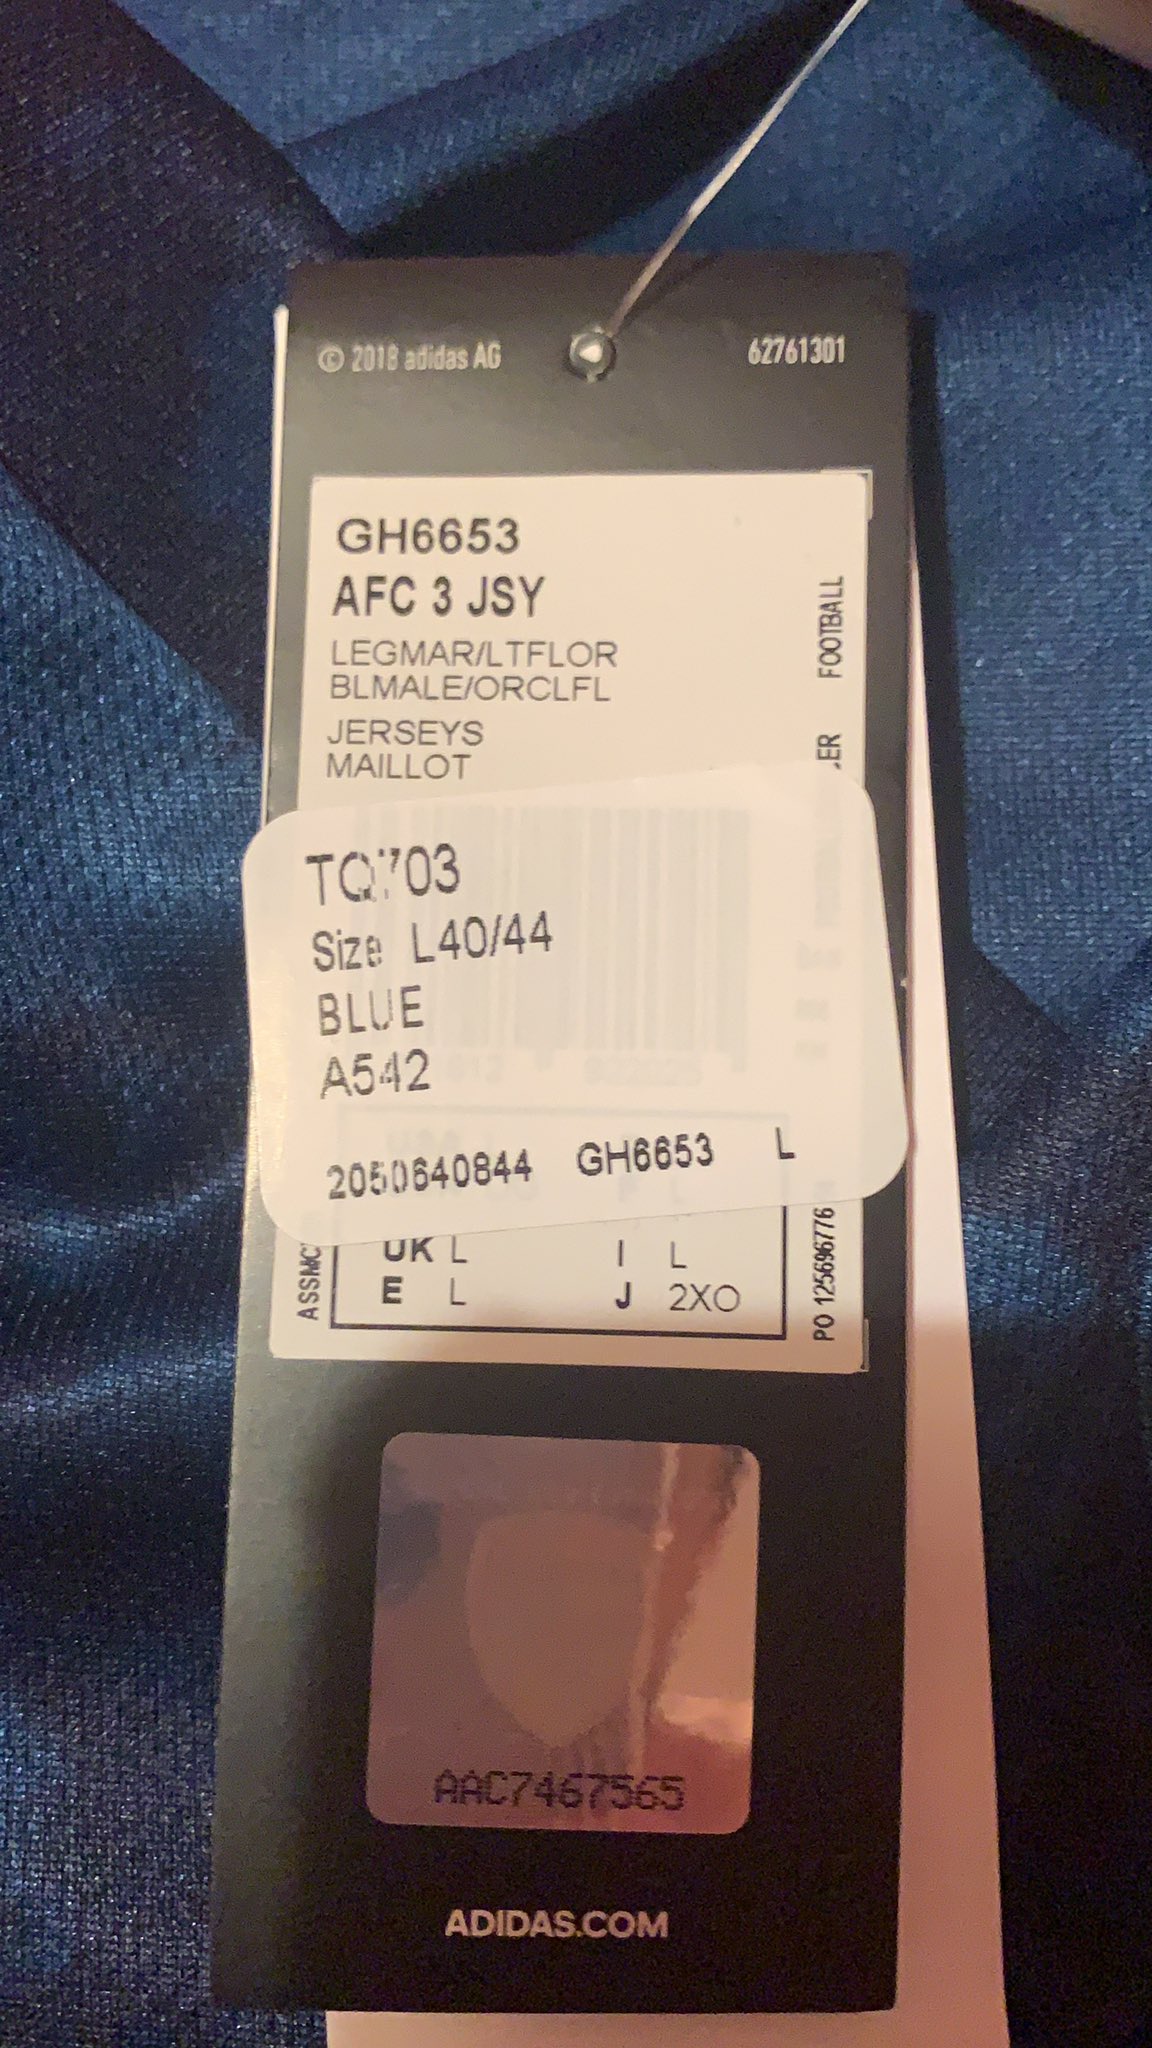 © 2018 adidas AG
62761301
GH6653
AFC 3 JSY
LEGMAR/LTFLOR
BLMALE/ORCLFL
JERSEYS
MAILLOT
FOOTBALL
TQ703
Size L40/44
BLUE
A542
2050640844 GH6653 L
UK L I L
E L J 2XO
PO 125696776
AAC7467565
ADIDAS.COM